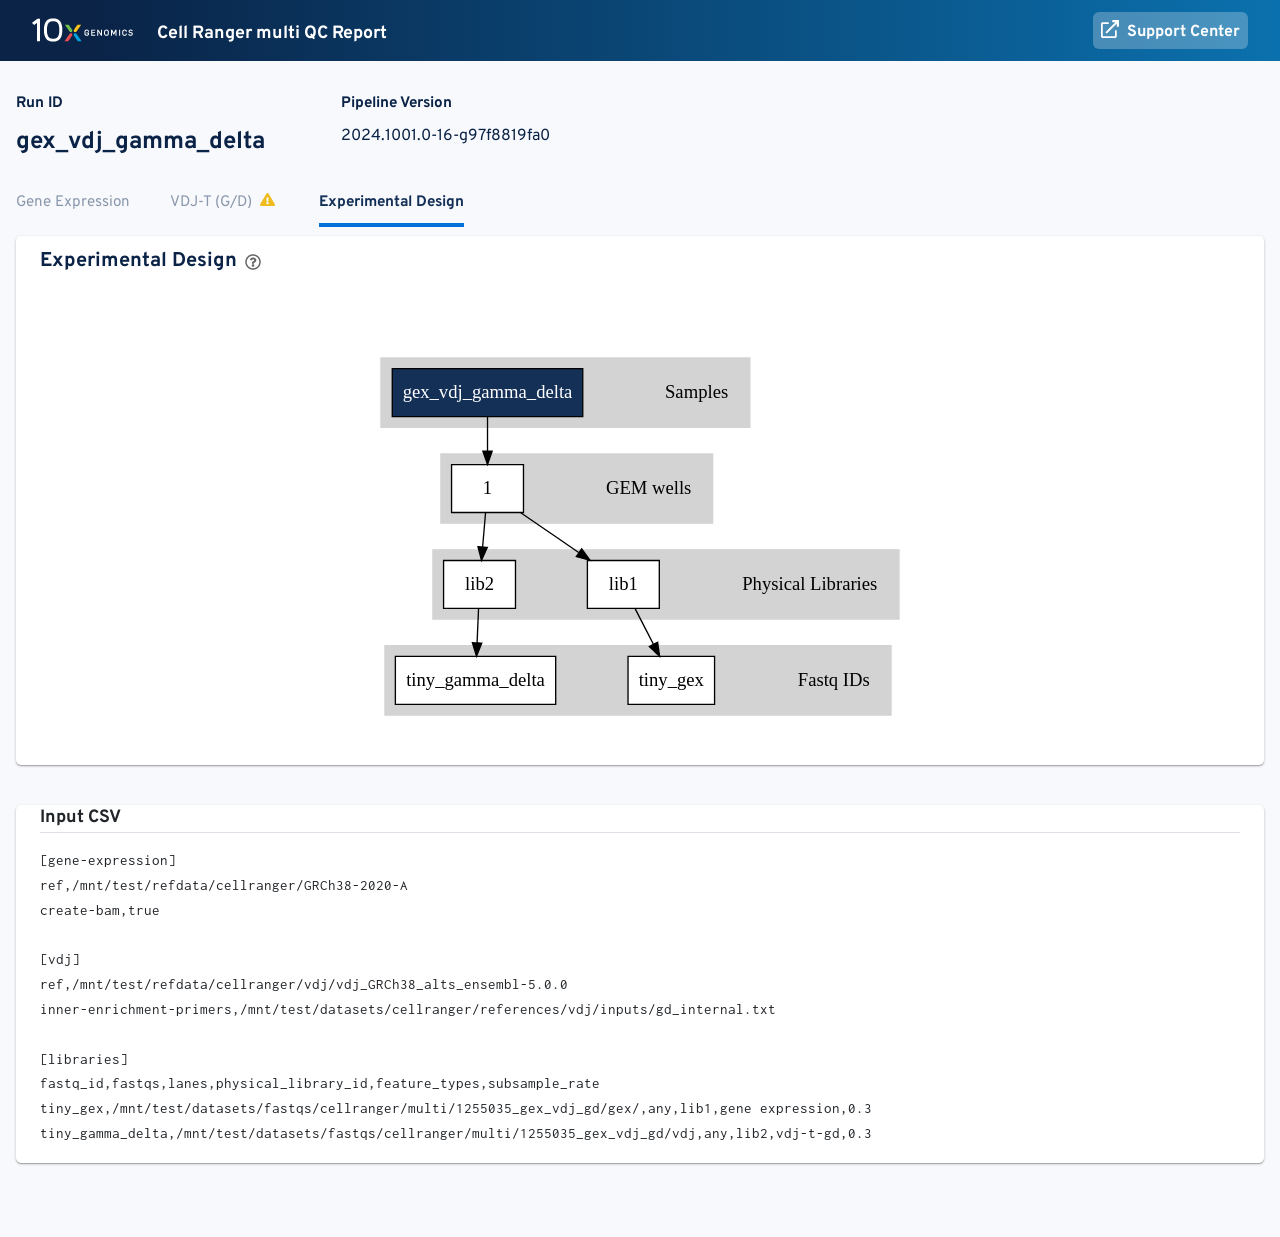 10X GENOMICS Cell Ranger multi QC Report Support Center
Run ID Pipeline Version
gex_vdj_gamma_delta 2024.1001.0-16-g97f8819fa0
Gene Expression VDJ-T (G/D) Experimental Design
Experimental Design ?
gex_vdj_gamma_delta Samples
1 GEM wells
lib2 lib1 Physical Libraries
tiny_gamma_delta tiny_gex Fastq IDs
Input CSV
[gene-expression]
ref,/mnt/test/refdata/cellranger/GRCh38-2020-A
create-bam,true
[vdj]
ref,/mnt/test/refdata/cellranger/vdj/vdj_GRCh38_alts_ensembl-5.0.0
inner-enrichment-primers,/mnt/test/datasets/cellranger/references/vdj/inputs/gd_internal.txt
[libraries]
fastq_id,fastqs,lanes,physical_library_id,feature_types,subsample_rate
tiny_gex,/mnt/test/datasets/fastqs/cellranger/multi/1255035_gex_vdj_gd/gex/,any,lib1,gene expression,0.3
tiny_gamma_delta,/mnt/test/datasets/fastqs/cellranger/multi/1255035_gex_vdj_gd/vdj,any,lib2,vdj-t-gd,0.3